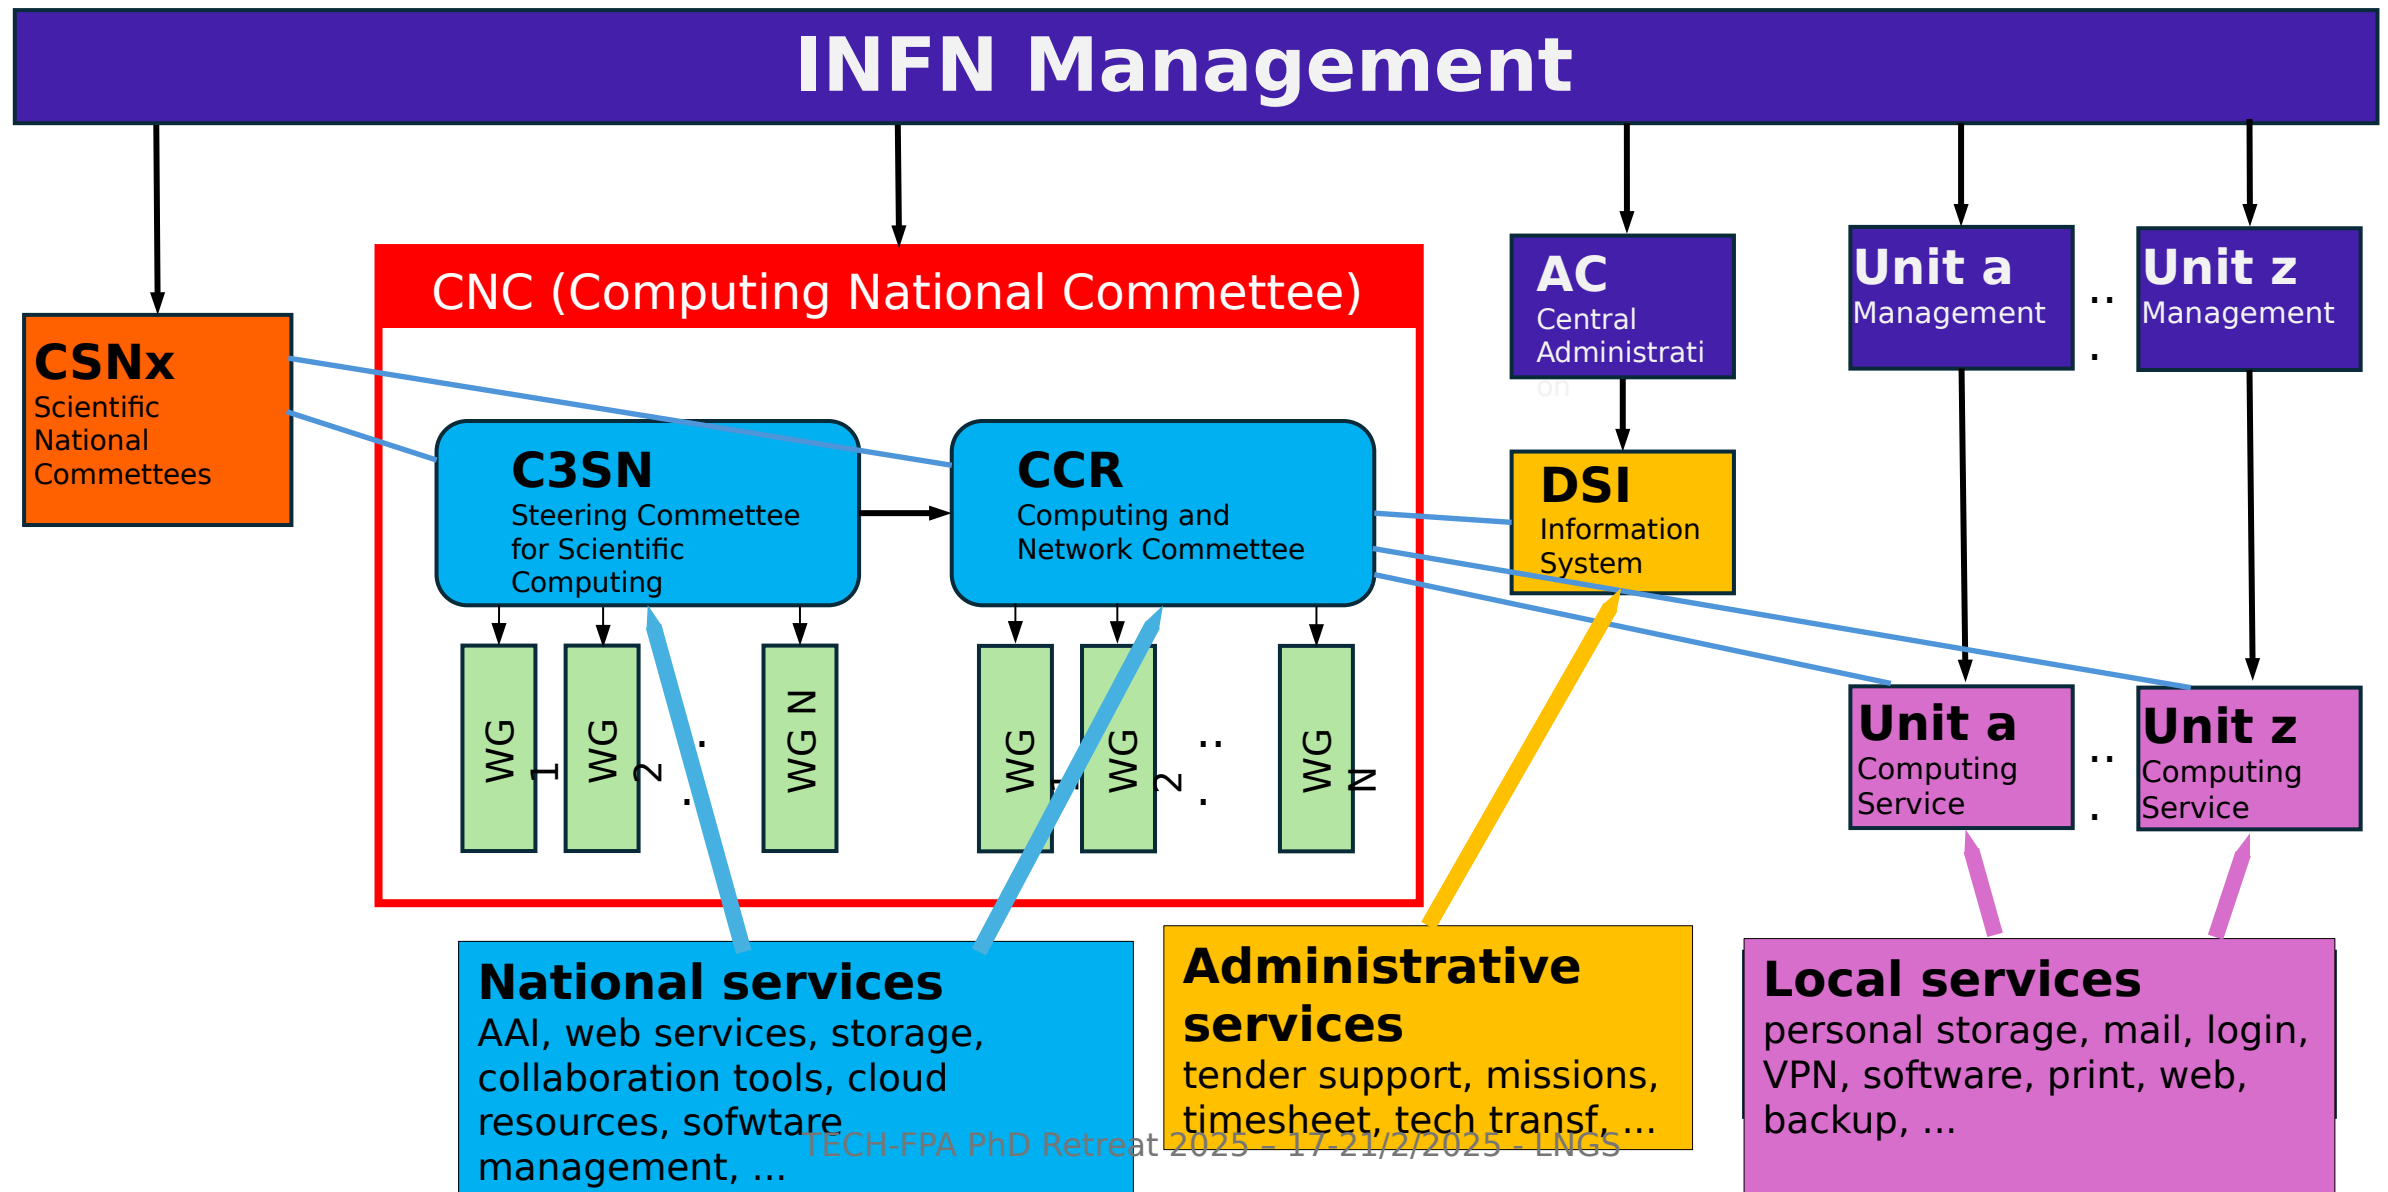 INFN Management
CNC (Computing National Commettee)
CSNx
Scientific
National
Commettees
C3SN
Steering Commettee
for Scientific
Computing
CCR
Computing and
Network Commettee
AC
Central
Administrati
on
DSI
Information
System
Unit a
Management
..
.
Unit z
Management
WG
1
WG
2
.
.
WG N
WG
1
WG
2
..
.
WG
N
Unit a
Computing
Service
..
.
Unit z
Computing
Service
National services
AAI, web services, storage,
collaboration tools, cloud
resources, sofwtare
management, ...
Administrative
services
tender support, missions,
timesheet, tech transf, ...
Local services
personal storage, mail, login,
VPN, software, print, web,
backup, ...
TECH-FPA PhD Retreat 2025 – 17-21/2/2025 - LNGS